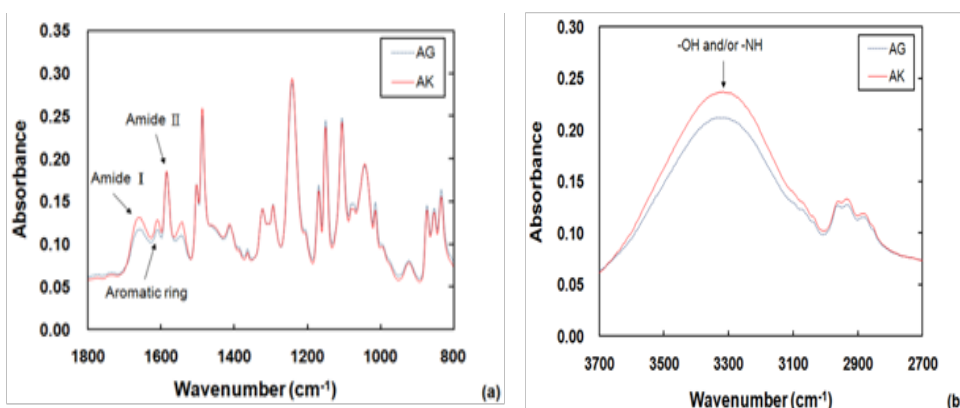 0.35
0.30
0.25
0.20
0.15
0.10
0.05
0.00
Absorbance
AG
AK
Amide Ⅱ
Amide Ⅰ
Aromatic ring
1800 1600 1400 1200 1000 800
Wavenumber (cm-1)
(a)
0.30
0.25
0.20
0.15
0.10
0.05
0.00
Absorbance
-OH and/or -NH
AG
AK
3700 3500 3300 3100 2900 2700
Wavenumber (cm-1)
(b